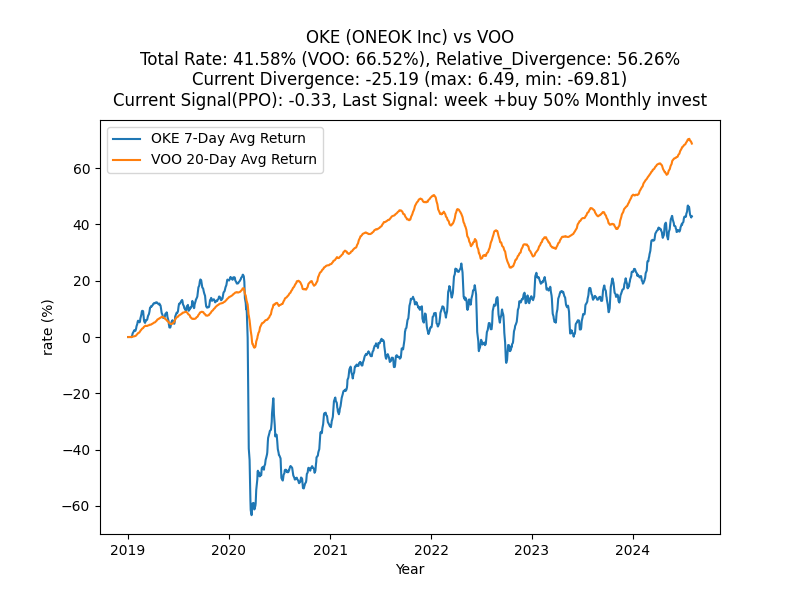 OKE (ONEOK Inc) vs VOO
Total Rate: 41.58% (VOO: 66.52%), Relative_Divergence: 56.26%
Current Divergence: -25.19 (max: 6.49, min: -69.81)
Current Signal(PPO): -0.33, Last Signal: week +buy 50% Monthly invest
OKE 7-Day Avg Return
VOO 20-Day Avg Return
60
40
20
0
−20
−40
−60
rate (%)
2019 2020 2021 2022 2023 2024
Year